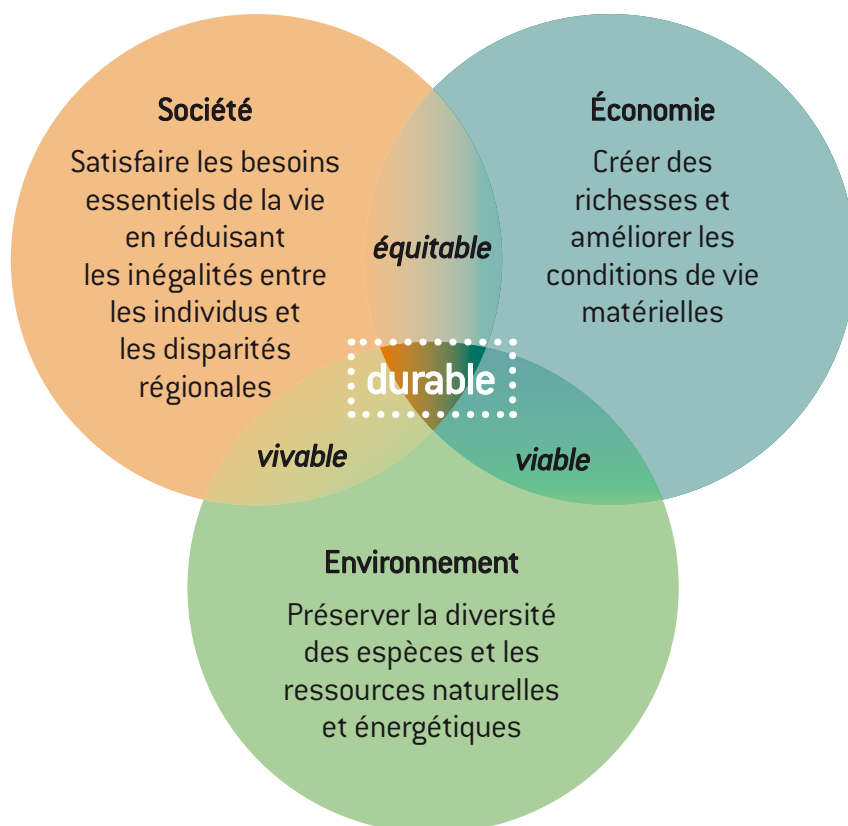 Société
Satisfaire les besoins
essentiels de la vie
en réduisant
les inégalités entre
les individus et
les disparités
régionales
équitable
Économie
Créer des
richesses et
améliorer les
conditions de vie
matérielles
durable
vivable
viable
Environnement
Préserver la diversité
des espèces et les
ressources naturelles
et énergétiques